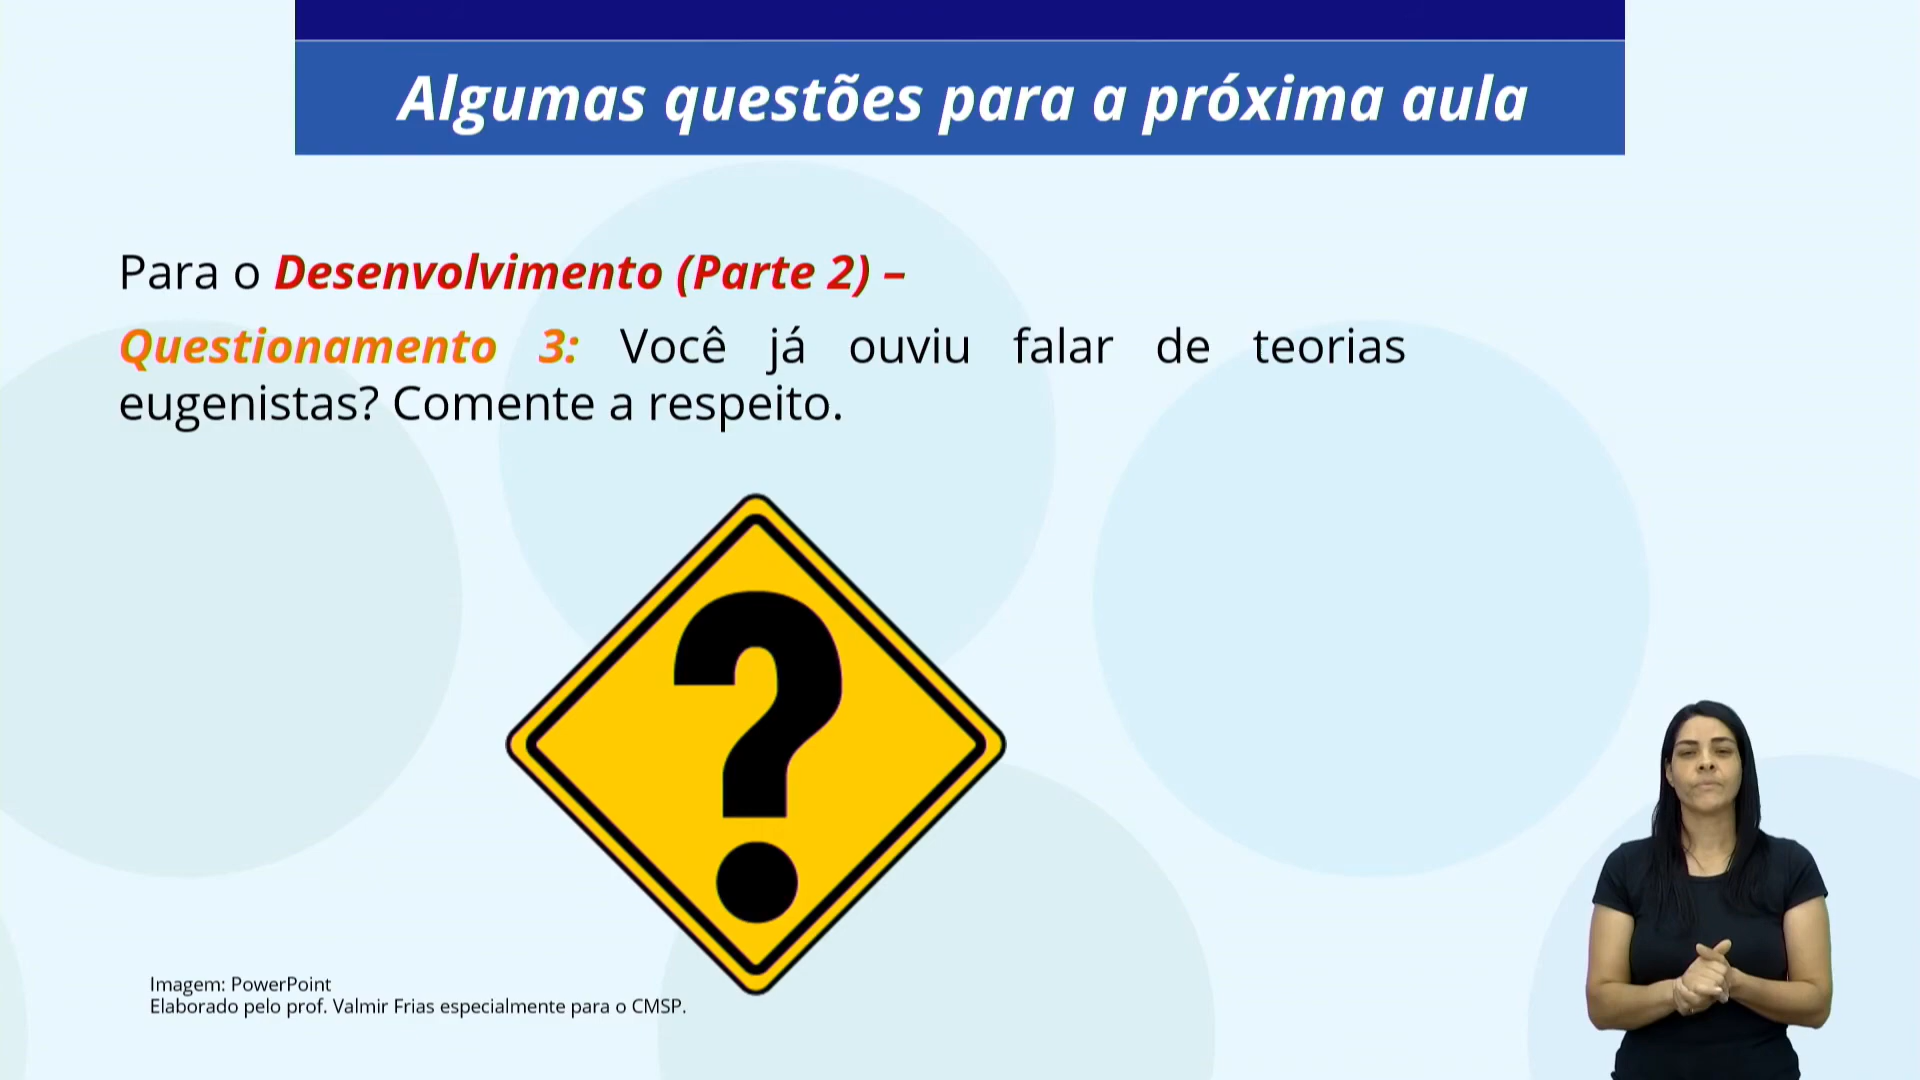 Algumas questões para a próxima aula
Para o Desenvolvimento (Parte 2) –
Questionamento 3: Você já ouviu falar de teorias
eugenistas? Comente a respeito.
?
Imagem: PowerPoint
Elaborado pelo prof. Valmir Frias especialmente para o CMSP.